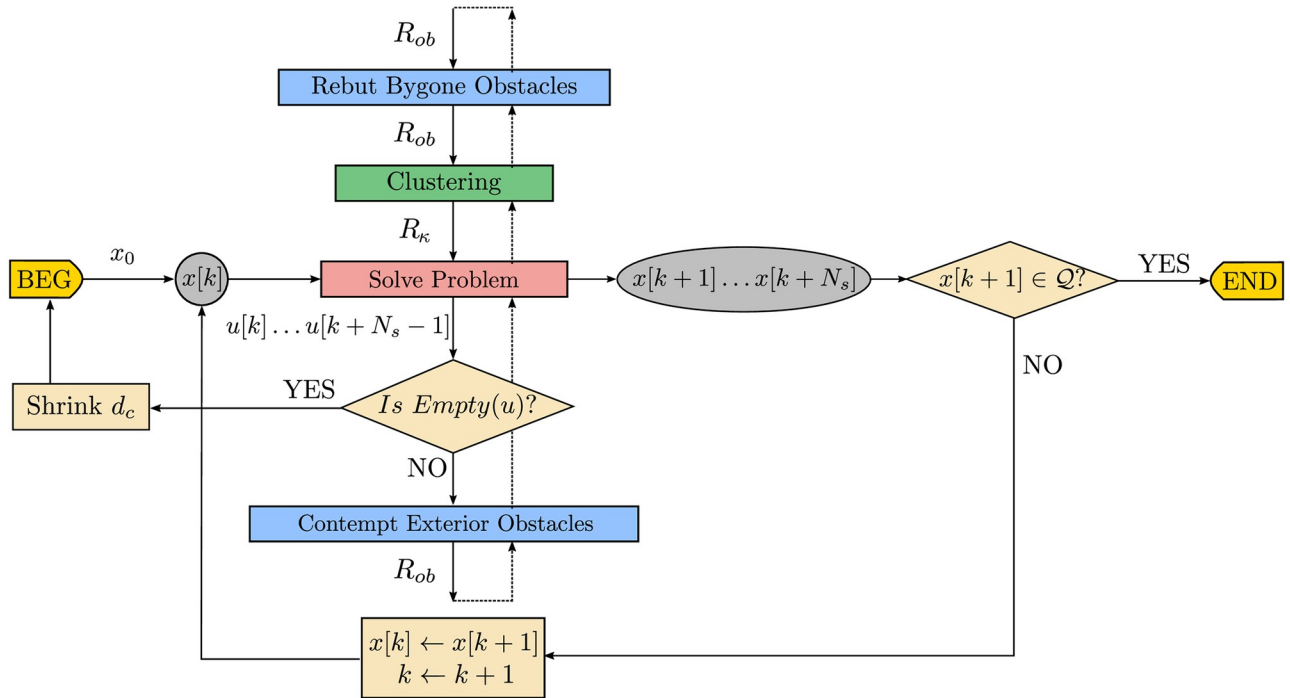 R_{ob}
Rebut Bygone Obstacles
R_{ob}
Clustering
R_κ
x_0
BEG
x[k]
Solve Problem
x[k + 1] … x[k + N_s]
x[k + 1] ∈ 𝒬?
YES
END
u[k] … u[k + N_s − 1]
NO
Shrink d_c
YES
Is Empty(u)?
NO
Contempt Exterior Obstacles
R_{ob}
x[k] ← x[k + 1]
k ← k + 1